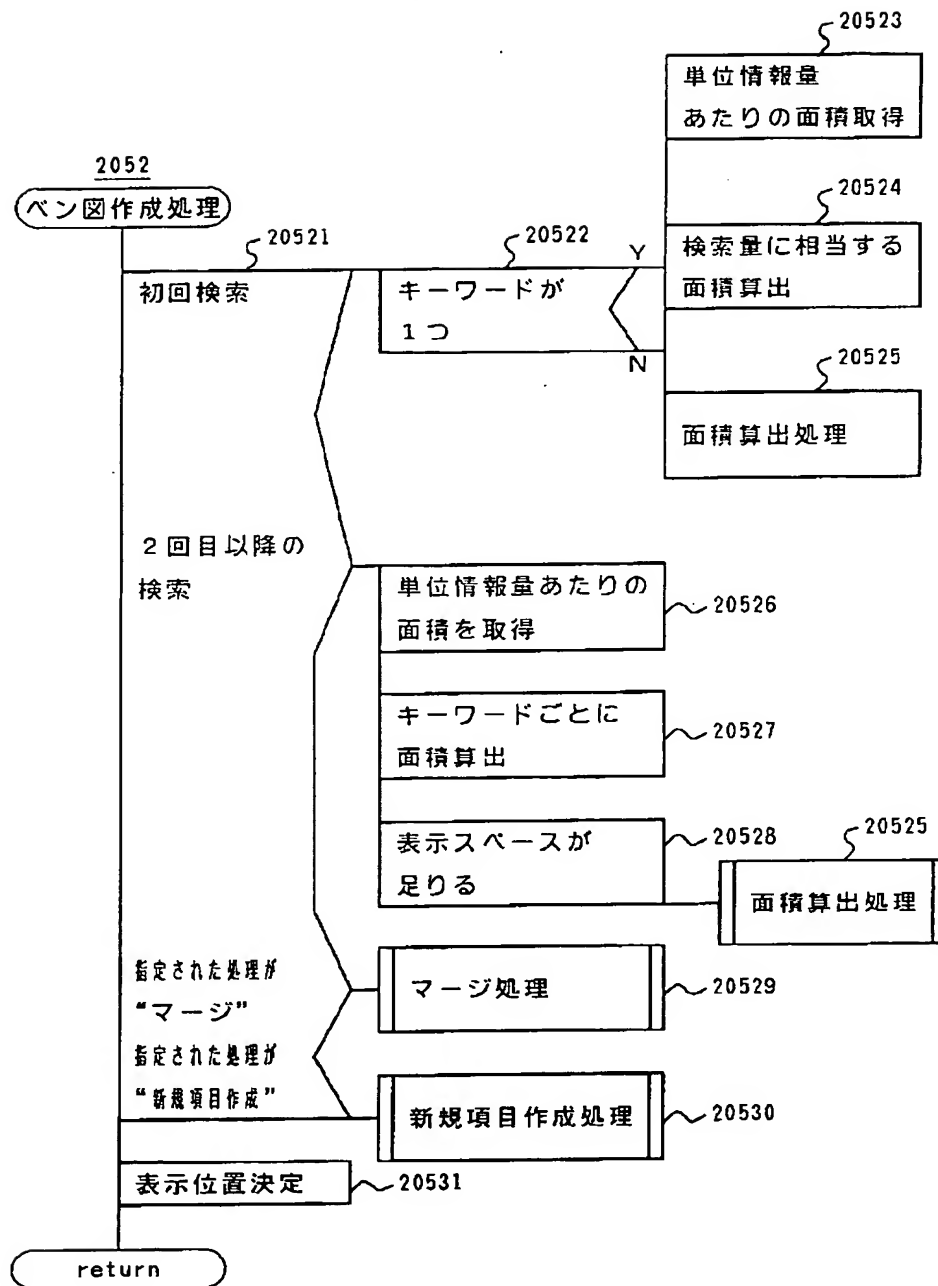 2052
ベン図作成処理
20521
初回検索
20522
キーワードが
1つ
Y
N
20523
単位情報量
あたりの面積取得
20524
検索量に相当する
面積算出
20525
面積算出処理
2回目以降の
検索
単位情報量あたりの
面積を取得
20526
キーワードごとに
面積算出
20527
表示スペースが
足りる
20528
20525
面積算出処理
指定された処理が
“マージ”
マージ処理
20529
指定された処理が
“新規項目作成”
新規項目作成処理
20530
表示位置決定
20531
return